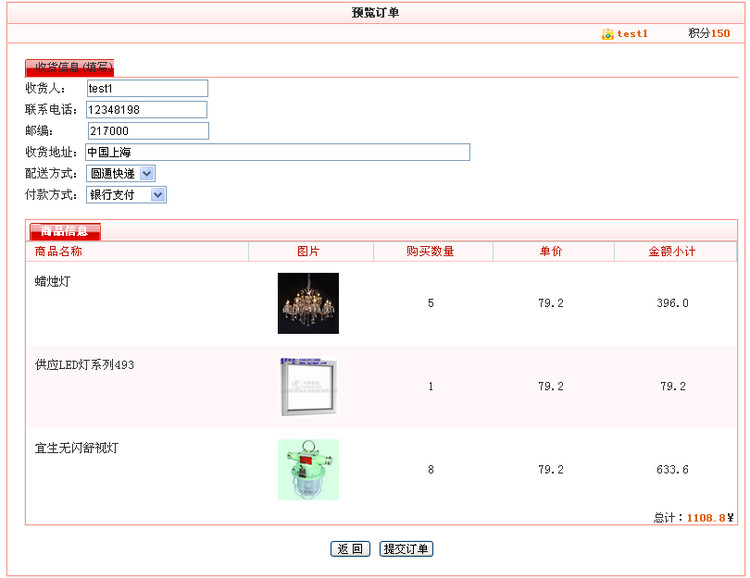 预览订单
test1 积分150
收货信息(填写)
收货人： test1
联系电话： 12348198
邮编： 217000
收货地址： 中国上海
配送方式： 圆通快递
付款方式： 银行支付
商品信息
商品名称 图片 购买数量 单价 金额小计
蜡烛灯 5 79.2 396.0
供应LED灯系列493 1 79.2 79.2
宜生无闪舒视灯 8 79.2 633.6
总计：1108.8¥
返 回 提交订单